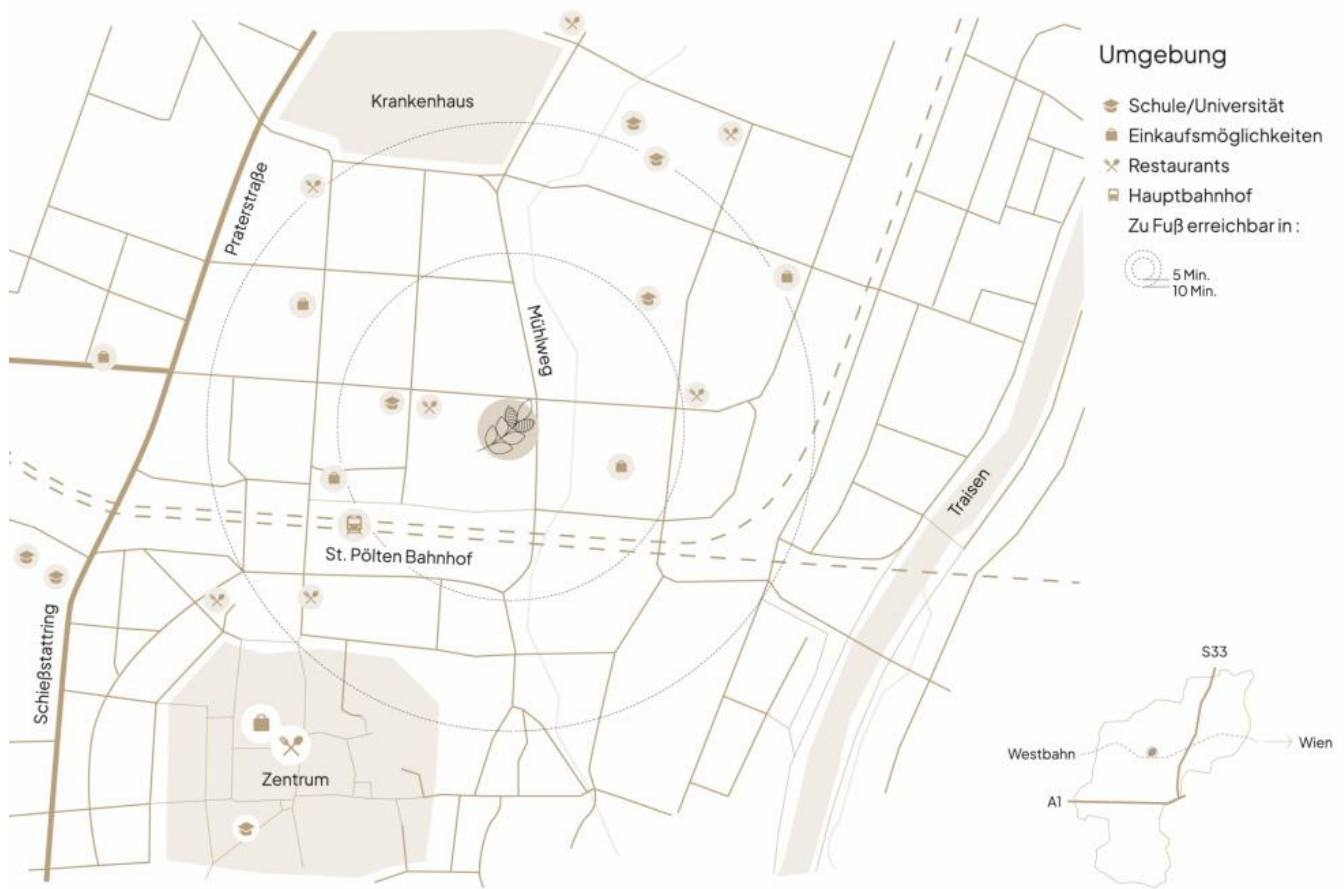 Umgebung
Schule/Universität
Einkaufsmöglichkeiten
Restaurants
Hauptbahnhof
Zu Fuß erreichbar in :
5 Min.
10 Min.
Krankenhaus
Praterstraße
Mühlweg
Traisen
St. Pölten Bahnhof
Schießstattring
Zentrum
S33
Westbahn
Wien
A1